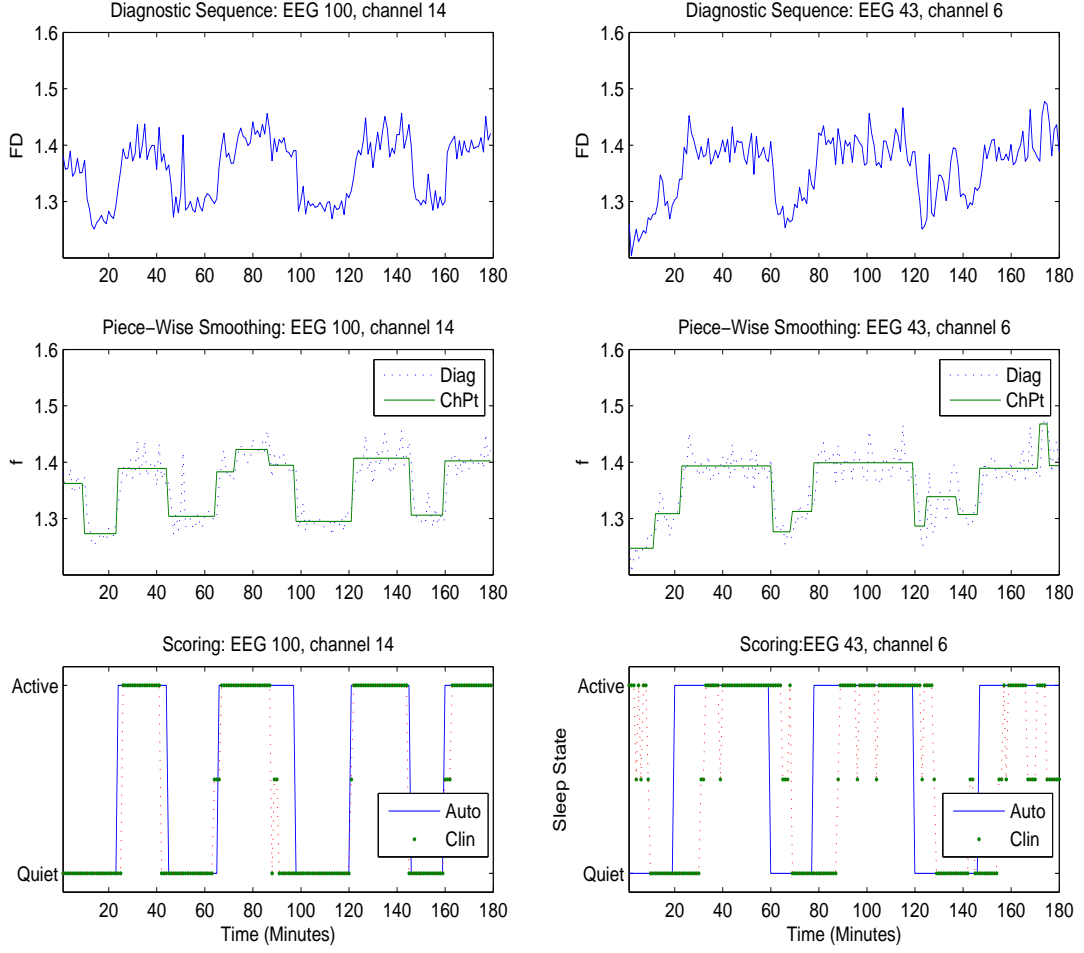 Diagnostic Sequence: EEG 100, channel 14
1.6
1.5
1.4
1.3
FD
20 40 60 80 100 120 140 160 180
Diagnostic Sequence: EEG 43, channel 6
1.6
1.5
1.4
1.3
FD
20 40 60 80 100 120 140 160 180
Piece-Wise Smoothing: EEG 100, channel 14
1.6
1.5
1.4
1.3
f
Diag
ChPt
20 40 60 80 100 120 140 160 180
Piece-Wise Smoothing: EEG 43, channel 6
1.6
1.5
1.4
1.3
f
Diag
ChPt
20 40 60 80 100 120 140 160 180
Scoring: EEG 100, channel 14
Active
Quiet
Auto
Clin
20 40 60 80 100 120 140 160 180
Time (Minutes)
Scoring:EEG 43, channel 6
Active
Quiet
Sleep State
Auto
Clin
20 40 60 80 100 120 140 160 180
Time (Minutes)